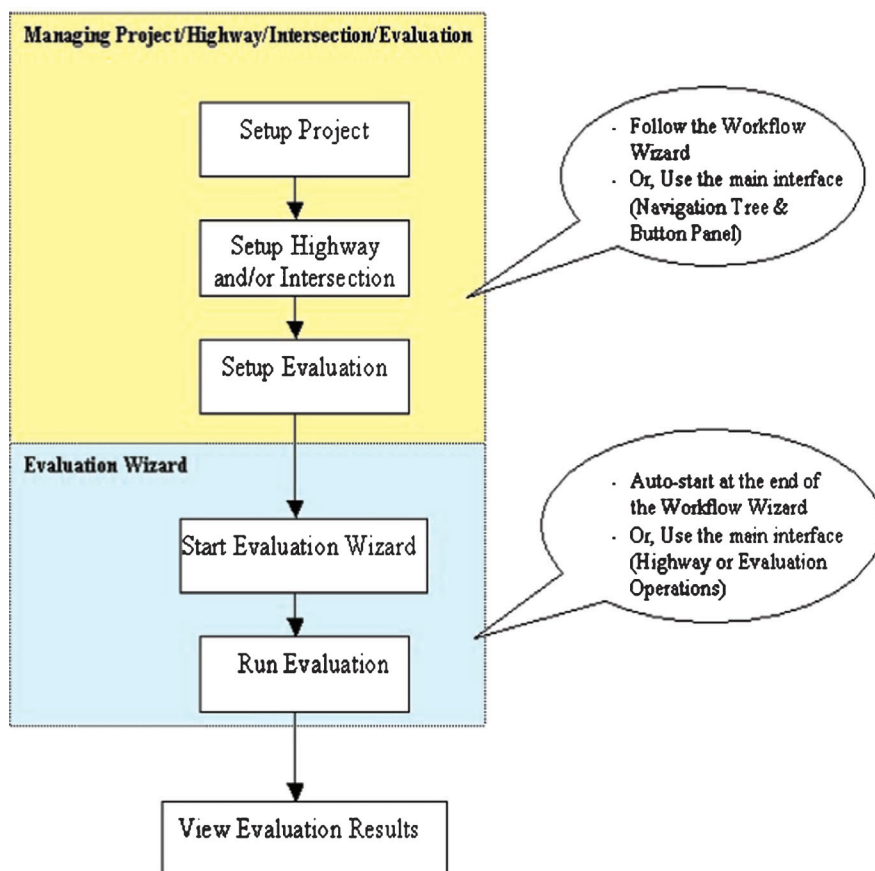 Managing Project/Highway/Intersection/Evaluation
Setup Project
Setup Highway
and/or Intersection
Setup Evaluation
- Follow the Workflow
Wizard
- Or, Use the main interface
(Navigation Tree &
Button Panel)
Evaluation Wizard
Start Evaluation Wizard
Run Evaluation
- Auto-start at the end of
the Workflow Wizard
- Or, Use the main interface
(Highway or Evaluation
Operations)
View Evaluation Results